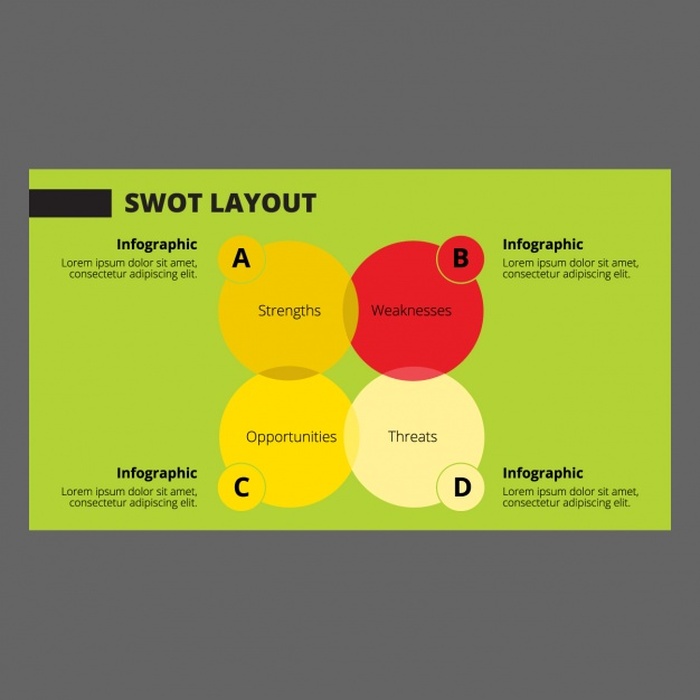 SWOT LAYOUT
Infographic
Lorem ipsum dolor sit amet,
consectetur adipiscing elit.
A
Strengths
B
Weaknesses
Infographic
Lorem ipsum dolor sit amet,
consectetur adipiscing elit.
Infographic
Lorem ipsum dolor sit amet,
consectetur adipiscing elit.
Opportunities
C
Threats
D
Infographic
Lorem ipsum dolor sit amet,
consectetur adipiscing elit.